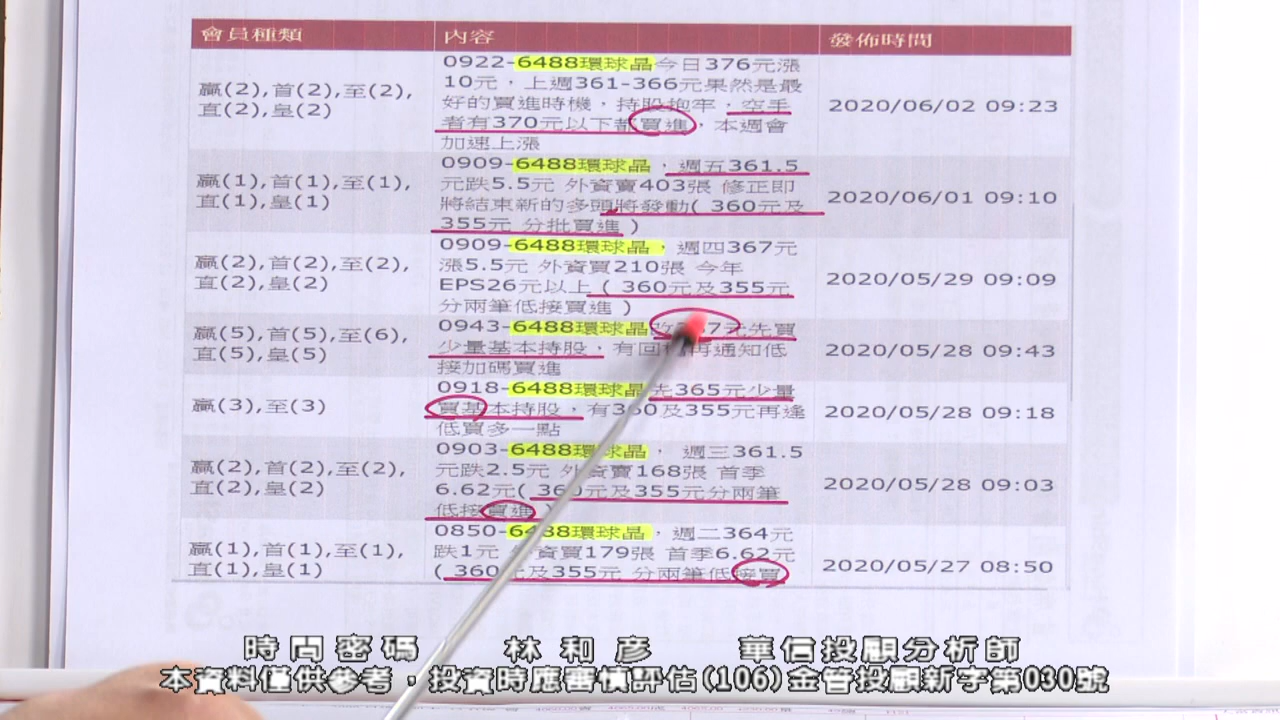 會員種類 內容 發佈時間
0922-6488環球晶今日376元漲
10元，上週361-366元果然是最
好的買進時機，持股抱牢，空手
者有370元以下都買進，本週會
加速上漲
贏(2),首(2),至(2),
直(2),皇(2)
2020/06/02 09:23
0909-6488環球晶，週五361.5
元跌5.5元 外資賣403張 修正即
將結束新的多頭將發動( 360元及
355元 分批買進 )
贏(1),首(1),至(1),
直(1),皇(1)
2020/06/01 09:10
0909-6488環球晶，週四367元
漲5.5元 外資買210張 今年
EPS26元以上 ( 360元及355元
分兩筆低接買進 )
贏(2),首(2),至(2),
直(2),皇(2)
2020/05/29 09:09
0943-6488環球晶改 7元先買
少量基本持股，有回 再通知低
接加碼買進
贏(5),首(5),至(6),
直(5),皇(5)
2020/05/28 09:43
0918-6488環球晶先365元少量
買基本持股，有360及355元再逢
低買多一點
贏(3),至(3)
2020/05/28 09:18
0903-6488環球晶， 週三361.5
元跌2.5元 外資賣168張 首季
6.62元( 360元及355元分兩筆
低接買進
贏(2),首(2),至(2),
直(2),皇(2)
2020/05/28 09:03
0850-6488環球晶，週二364元
跌1元 外資買179張 首季6.62元
( 360元及355元 分兩筆低接買
贏(1),首(1),至(1),
直(1),皇(1)
2020/05/27 08:50
時間密碼 林和彥 華信投顧分析師
本資料僅供參考，投資時應審慎評估(106)金管投顧新字第030號